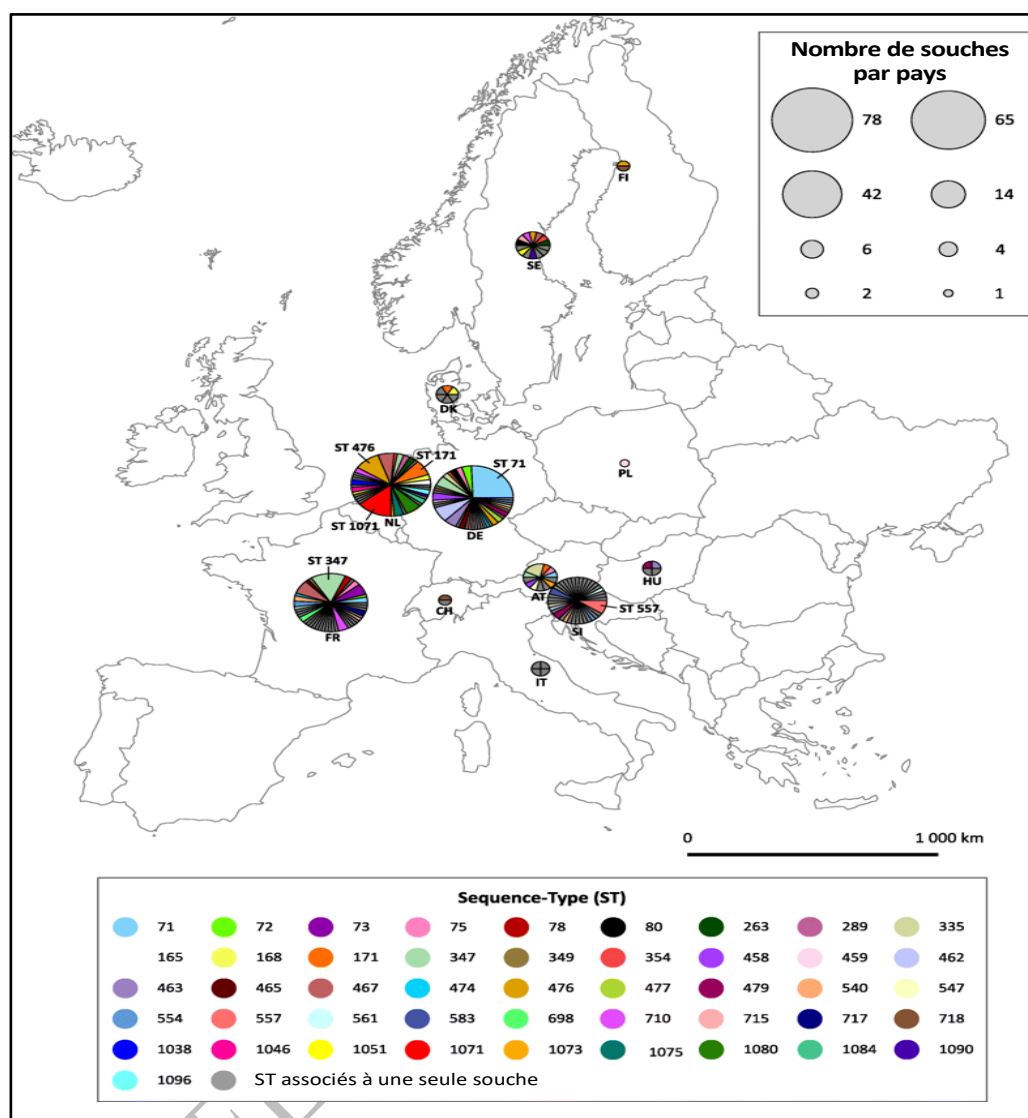 Nombre de souches
par pays
78 65
42 14
6 4
2 1
FI
SE
DK
PL
ST 476
ST 171
ST 71
ST 1071
NL
DE
ST 347
FR
CH
AT
HU
ST 557
SI
IT
0 1 000 km
Sequence-Type (ST)
71 72 73 75 78 80 263 289 335
165 168 171 347 349 354 458 459 462
463 465 467 474 476 477 479 540 547
554 557 561 583 698 710 715 717 718
1038 1046 1051 1071 1073 1075 1080 1084 1090
1096 ST associés à une seule souche